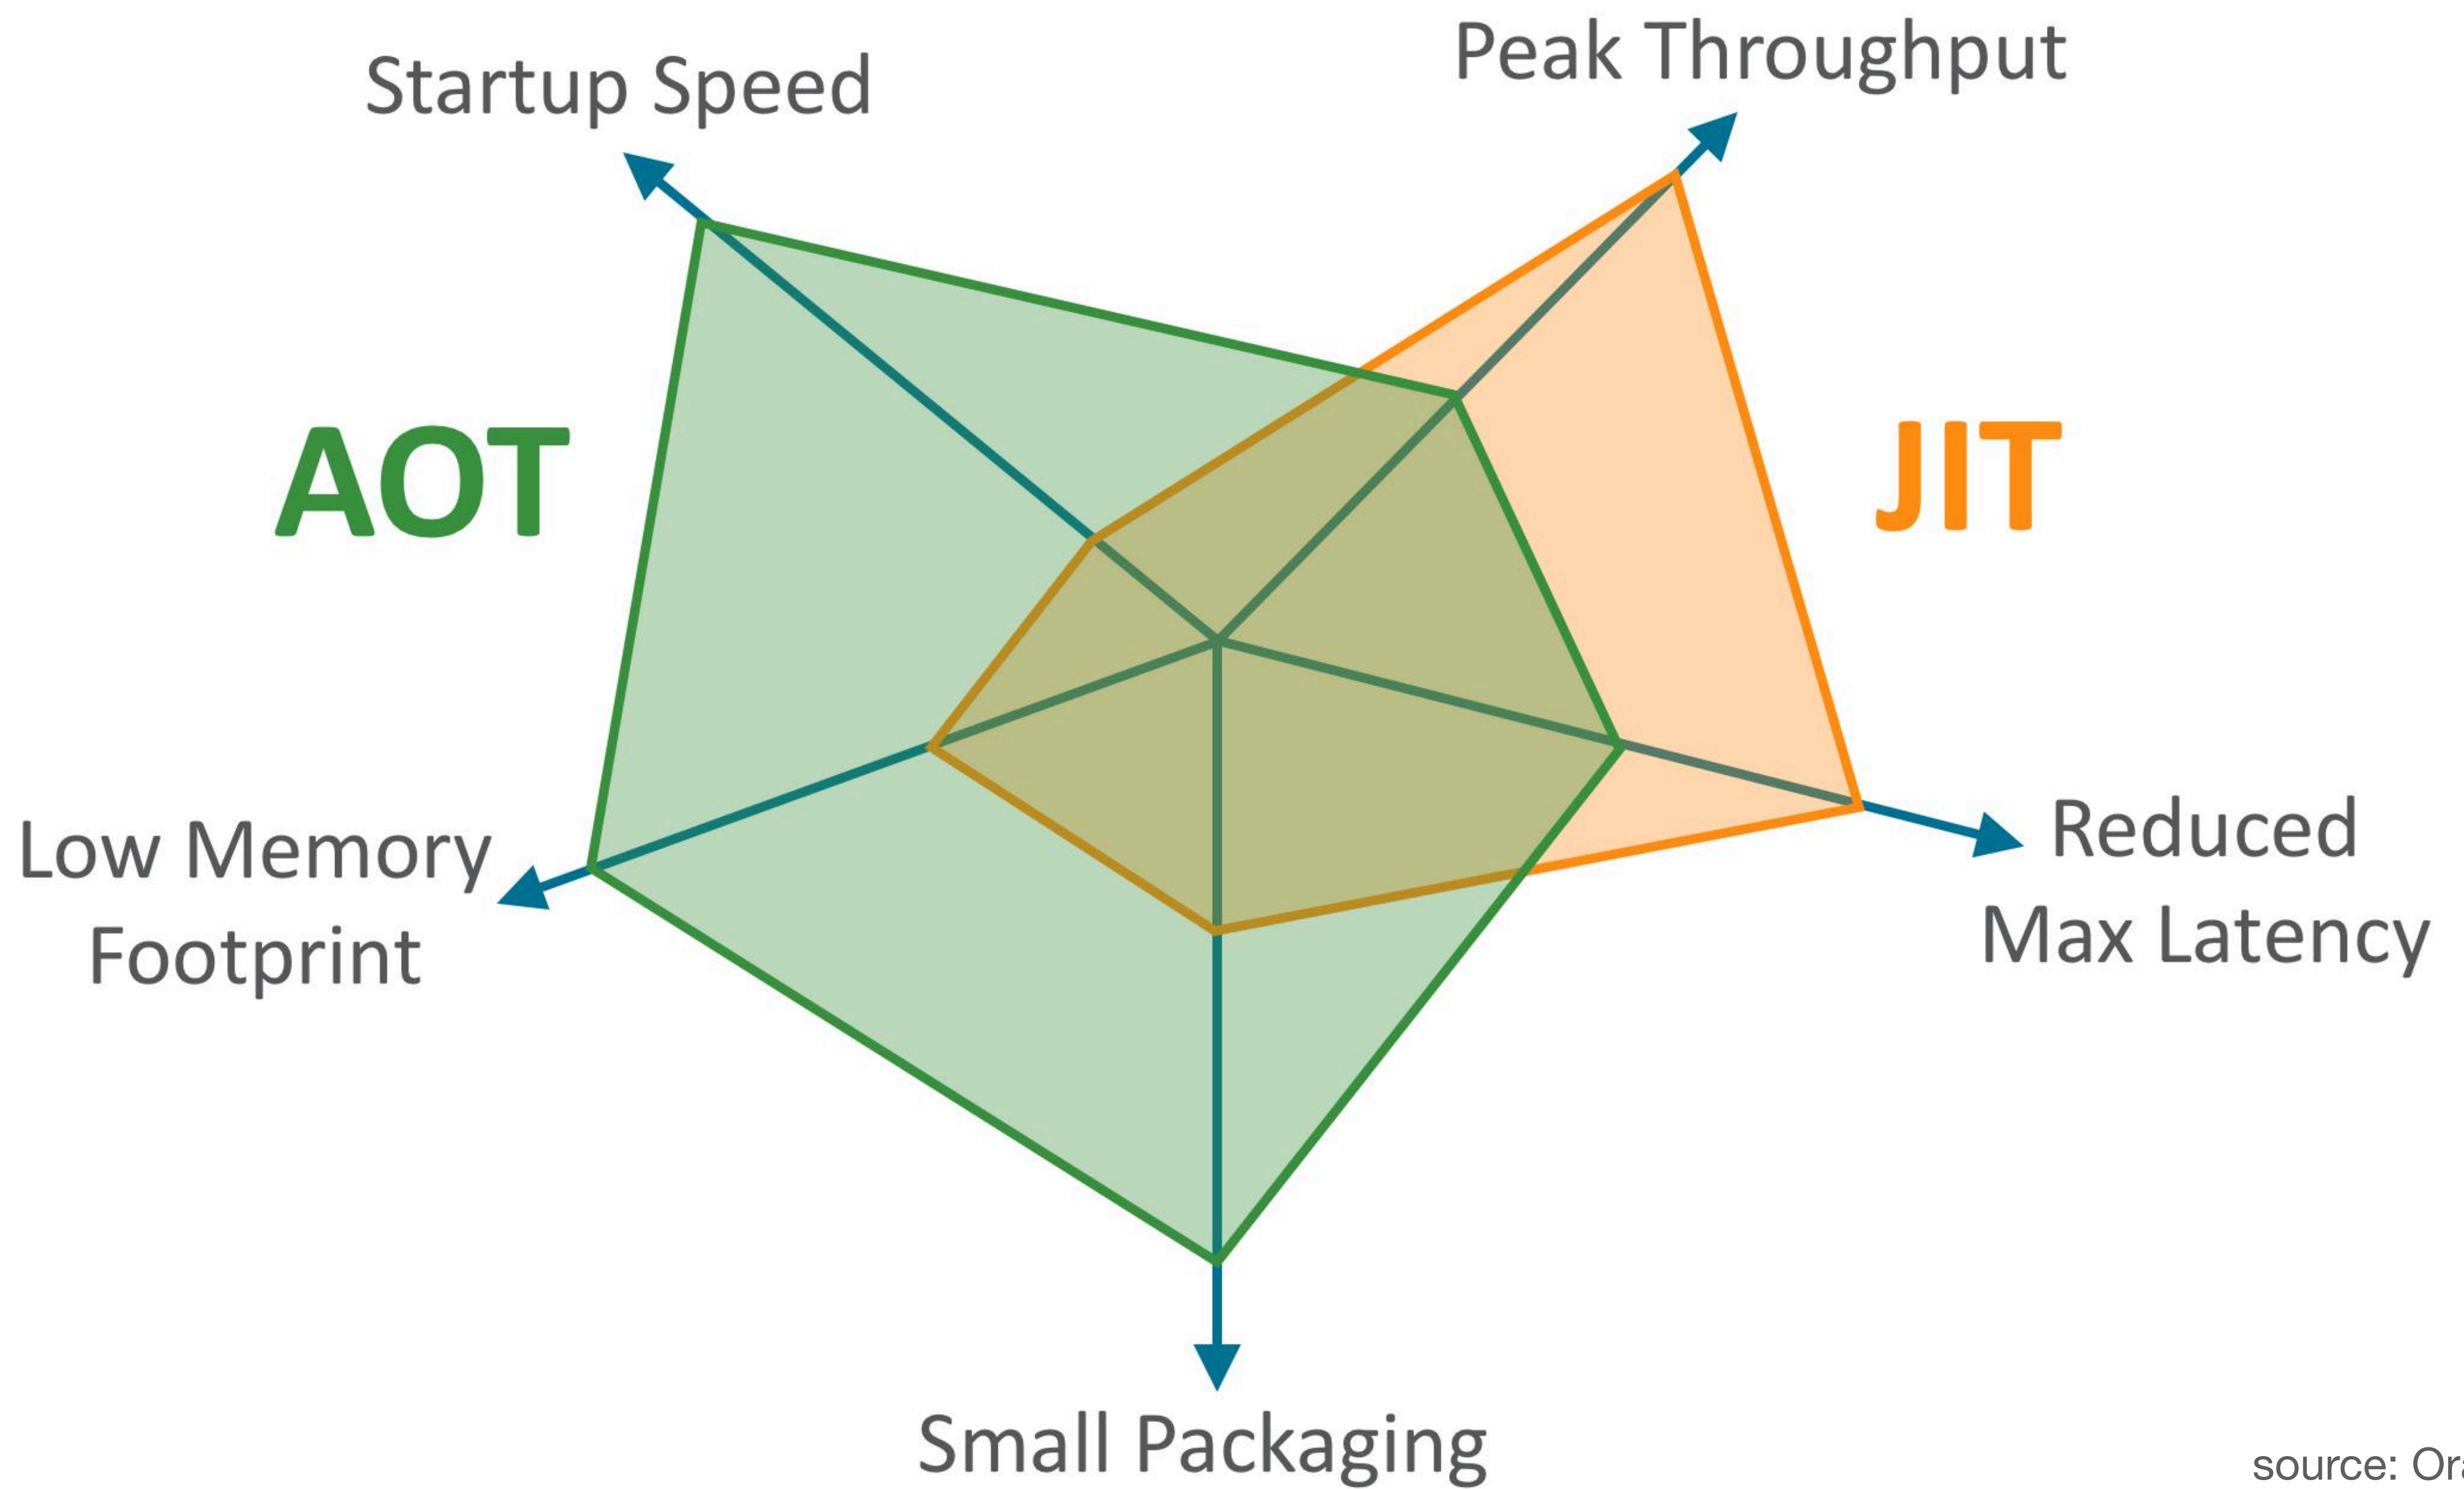 Startup Speed
Peak Throughput
AOT
JIT
Low Memory
Footprint
Reduced
Max Latency
Small Packaging
source: